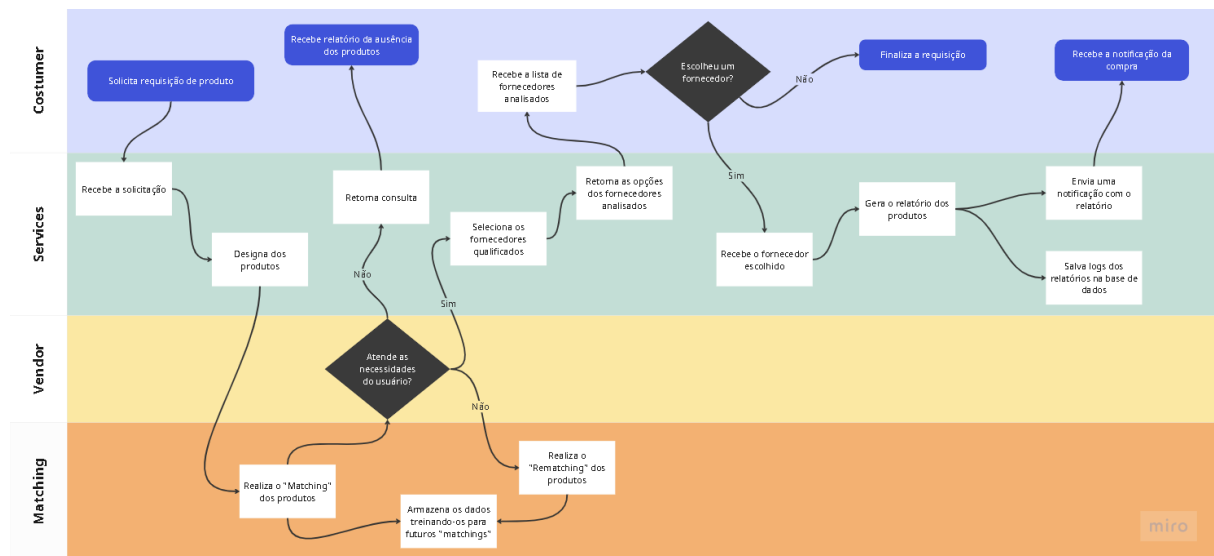 Costumer
Solicita requisição de produto
Recebe relatório da ausência
dos produtos
Recebe a lista de
fornecedores
analisados
Escolheu um
fornecedor?
Não
Finaliza a requisição
Recebe a notificação da
compra
Services
Recebe a solicitação
Designa dos
produtos
Retorna consulta
Não
Seleciona os
fornecedores
qualificados
Sim
Retorna as opções
dos fornecedores
analisados
Sim
Recebe o fornecedor
escolhido
Gera o relatório dos
produtos
Envia uma
notificação com o
relatório
Salva logs dos
relatórios na base de
dados
Vendor
Atende as
necessidades
do usuário?
Não
Matching
Realiza o "Matching"
dos produtos
Armazena os dados
treinando-os para
futuros "matchings"
Realiza o
"Rematching" dos
produtos
miro